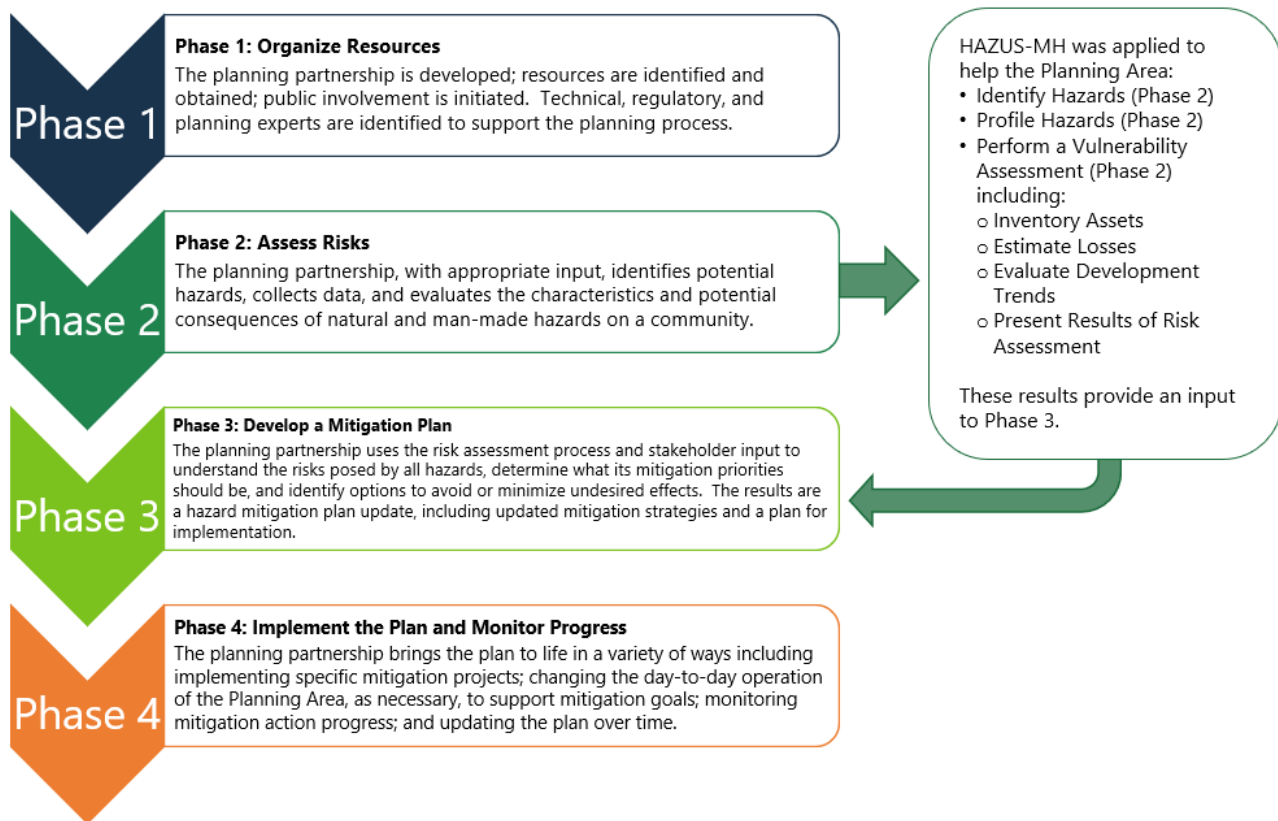 Phase 1
Phase 1: Organize Resources
The planning partnership is developed; resources are identified and
obtained; public involvement is initiated.  Technical, regulatory, and
planning experts are identified to support the planning process.
Phase 2
Phase 2: Assess Risks
The planning partnership, with appropriate input, identifies potential
hazards, collects data, and evaluates the characteristics and potential
consequences of natural and man-made hazards on a community.
HAZUS-MH was applied to
help the Planning Area:
• Identify Hazards (Phase 2)
• Profile Hazards (Phase 2)
• Perform a Vulnerability
Assessment (Phase 2)
including:
o Inventory Assets
o Estimate Losses
o Evaluate Development
Trends
o Present Results of Risk
Assessment
These results provide an input
to Phase 3.
Phase 3
Phase 3: Develop a Mitigation Plan
The planning partnership uses the risk assessment process and stakeholder input to
understand the risks posed by all hazards, determine what its mitigation priorities
should be, and identify options to avoid or minimize undesired effects.  The results are
a hazard mitigation plan update, including updated mitigation strategies and a plan for
implementation.
Phase 4
Phase 4: Implement the Plan and Monitor Progress
The planning partnership brings the plan to life in a variety of ways including
implementing specific mitigation projects; changing the day-to-day operation
of the Planning Area, as necessary, to support mitigation goals; monitoring
mitigation action progress; and updating the plan over time.